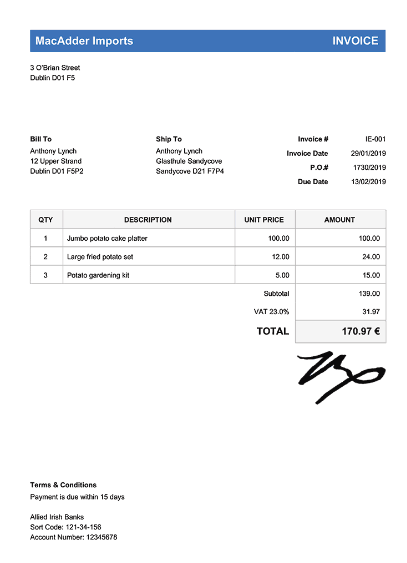 MacAdder Imports INVOICE
3 O'Brian Street
Dublin D01 F5
Bill To Ship To Invoice # IE-001
Anthony Lynch Anthony Lynch Invoice Date 29/01/2019
12 Upper Strand Glasthule Sandycove P.O.# 1730/2019
Dublin D01 F5P2 Sandycove D21 F7P4 Due Date 13/02/2019
QTY DESCRIPTION UNIT PRICE AMOUNT
1 Jumbo potato cake platter 100.00 100.00
2 Large fried potato set 12.00 24.00
3 Potato gardening kit 5.00 15.00
Subtotal 139.00
VAT 23.0% 31.97
TOTAL 170.97 €
Terms & Conditions
Payment is due within 15 days
Allied Irish Banks
Sort Code: 121-34-156
Account Number: 12345678